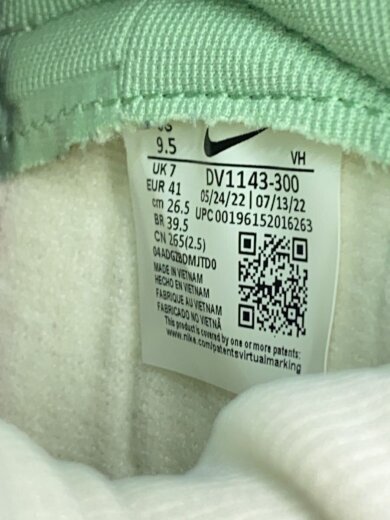 9.5
VH
UK 7
DV1143-300
EUR 41
05/24/22 | 07/13/22
cm 26.5
UPC 00196152016263
BR 39.5
CN 265(2.5)
04ADGZBDMJTD0
MADE IN VIETNAM
HECHO EN VIETNAM
FABRIQUE AU VIETNAM
FABRICADO NO VIETNÃ
This product is covered by one or more patents:
www.nike.com/patentsvirtualmarking